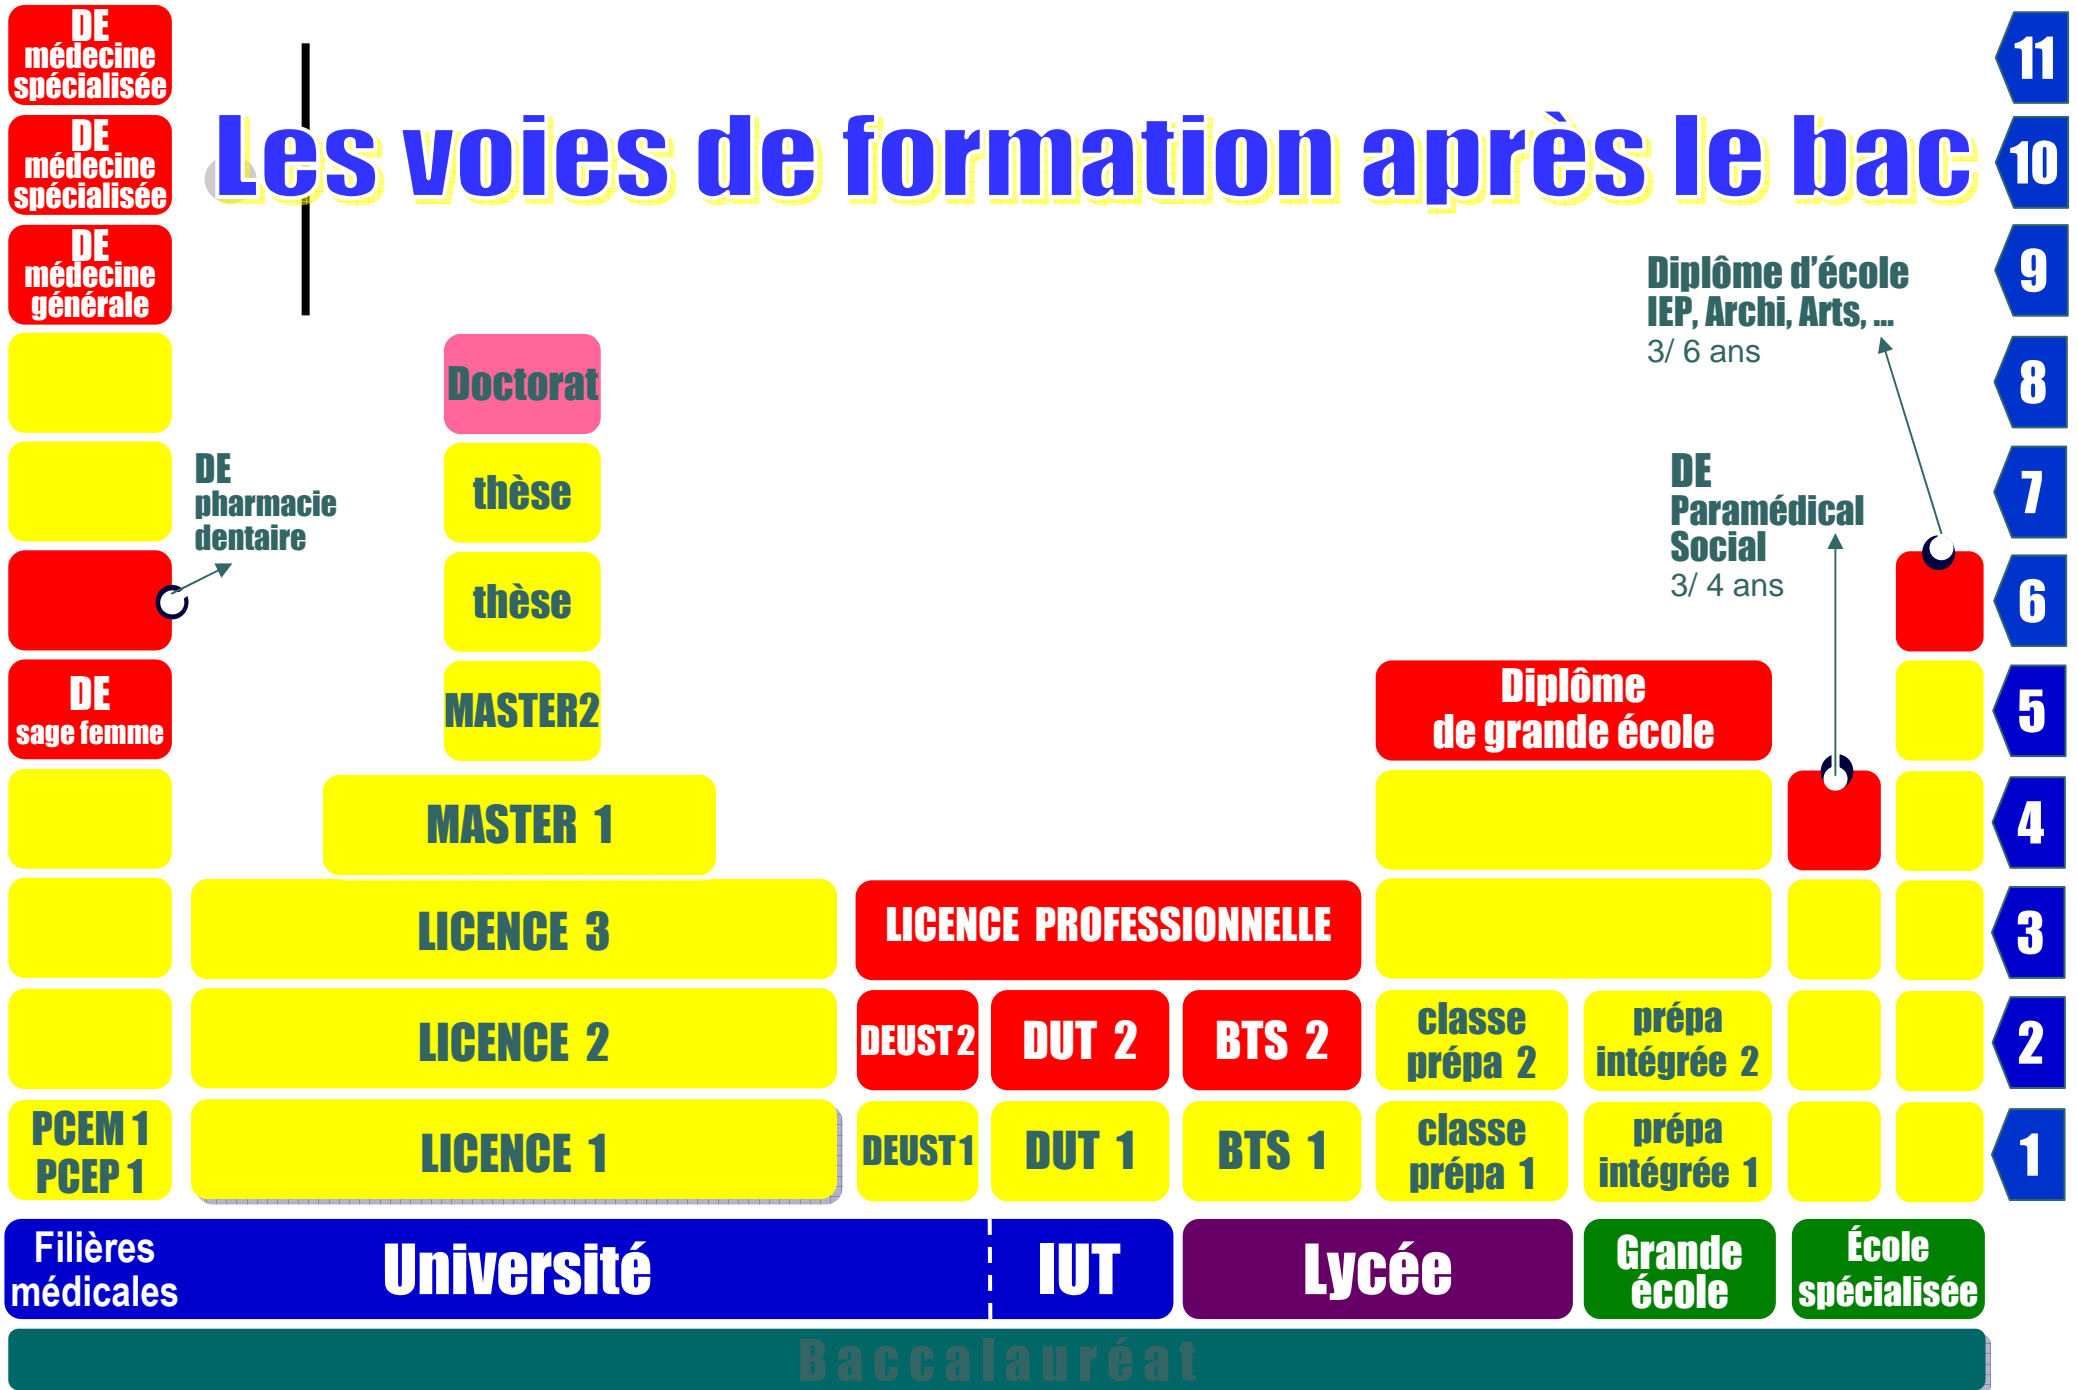 DE
médecine
spécialisée
11
Les voies de formation après le bac
DE
médecine
spécialisée
10
DE
médecine
générale
9
Diplôme d’école
IEP, Archi, Arts, ...
3/ 6 ans
Doctorat
8
DE
pharmacie
dentaire
thèse
DE
Paramédical
Social
3/ 4 ans
7
thèse
6
DE
sage femme
MASTER2
Diplôme
de grande école
5
MASTER 1
4
LICENCE 3
LICENCE PROFESSIONNELLE
3
LICENCE 2
DEUST 2
DUT 2
BTS 2
classe
prépa 2
prépa
intégrée 2
2
PCEM 1
PCEP 1
LICENCE 1
DEUST 1
DUT 1
BTS 1
classe
prépa 1
prépa
intégrée 1
1
Filières
médicales
Université
IUT
Lycée
Grande
école
École
spécialisée
Baccalauréat